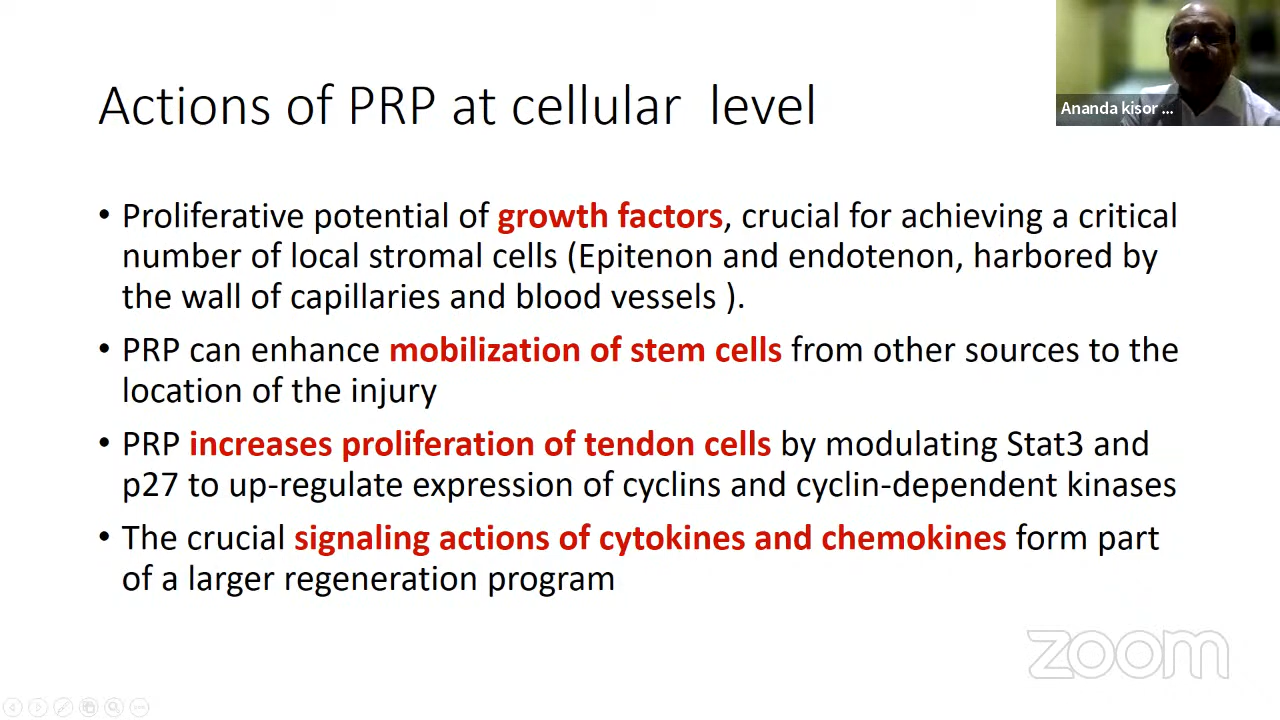 Actions of PRP at cellular level
Ananda kisor ...
• Proliferative potential of growth factors, crucial for achieving a critical
number of local stromal cells (Epitenon and endotenon, harbored by
the wall of capillaries and blood vessels ).
• PRP can enhance mobilization of stem cells from other sources to the
location of the injury
• PRP increases proliferation of tendon cells by modulating Stat3 and
p27 to up-regulate expression of cyclins and cyclin-dependent kinases
• The crucial signaling actions of cytokines and chemokines form part
of a larger regeneration program
zoom